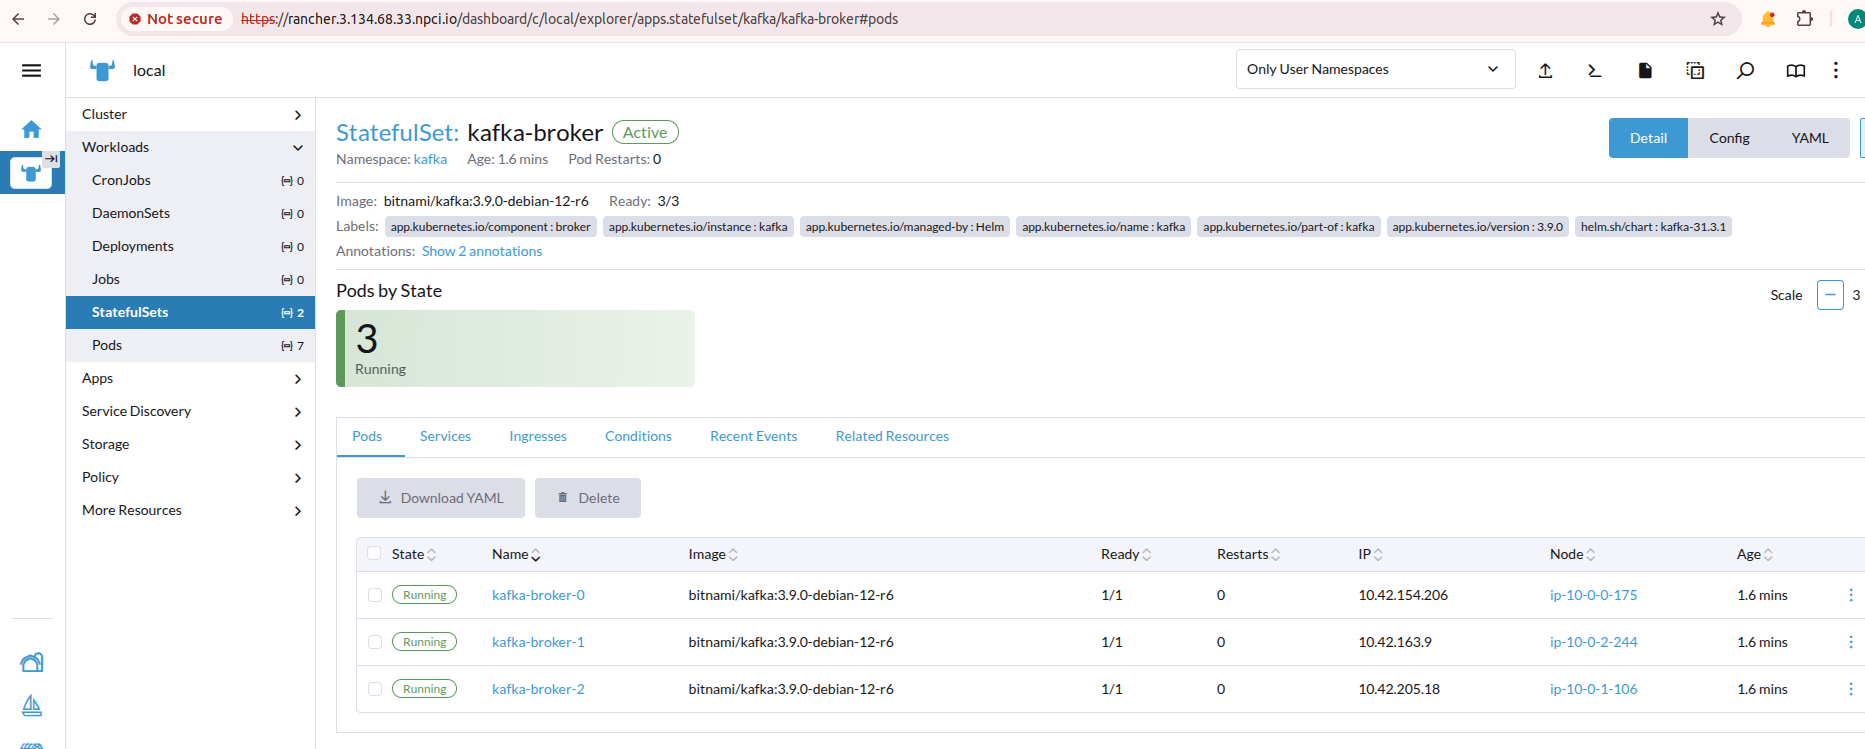 Not secure https://rancher.3.134.68.33.npci.io/dashboard/c/local/explorer/apps.statefulset/kafka/kafka-broker#pods A
local Only User Namespaces
Cluster
Workloads
CronJobs 0
DaemonSets 0
Deployments 0
Jobs 0
StatefulSets 2
Pods 7
Apps
Service Discovery
Storage
Policy
More Resources
StatefulSet: kafka-broker Active
Detail Config YAML
Namespace: kafka Age: 1.6 mins Pod Restarts: 0
Image: bitnami/kafka:3.9.0-debian-12-r6 Ready: 3/3
Labels: app.kubernetes.io/component : broker app.kubernetes.io/instance : kafka app.kubernetes.io/managed-by : Helm app.kubernetes.io/name : kafka app.kubernetes.io/part-of : kafka app.kubernetes.io/version : 3.9.0 helm.sh/chart : kafka-31.3.1
Annotations: Show 2 annotations
Pods by State
Scale − 3
3
Running
Pods Services Ingresses Conditions Recent Events Related Resources
Download YAML Delete
State Name Image Ready Restarts IP Node Age
Running kafka-broker-0 bitnami/kafka:3.9.0-debian-12-r6 1/1 0 10.42.154.206 ip-10-0-0-175 1.6 mins
Running kafka-broker-1 bitnami/kafka:3.9.0-debian-12-r6 1/1 0 10.42.163.9 ip-10-0-2-244 1.6 mins
Running kafka-broker-2 bitnami/kafka:3.9.0-debian-12-r6 1/1 0 10.42.205.18 ip-10-0-1-106 1.6 mins